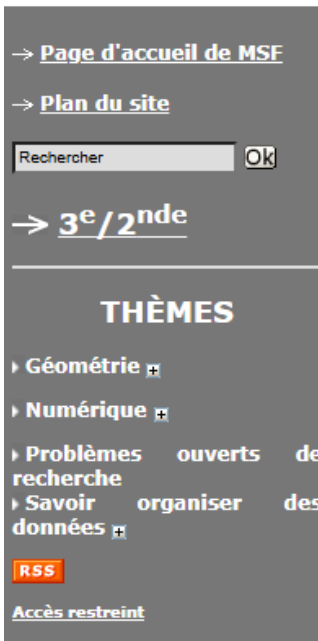 → Page d'accueil de MSF
→ Plan du site
Rechercher Ok
→ 3e/2nde
THÈMES
Géométrie
Numérique
Problèmes ouverts de
recherche
Savoir organiser des
données
RSS
Accès restreint